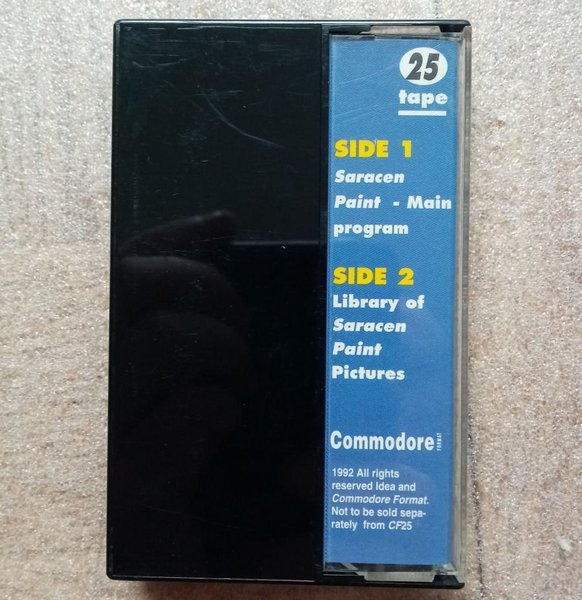 25
tape
SIDE 1
Saracen
Paint - Main
program
SIDE 2
Library of
Saracen
Paint
Pictures
Commodore FORMAT
1992 All rights
reserved Idea and
Commodore Format.
Not to be sold sepa-
rately from CF25